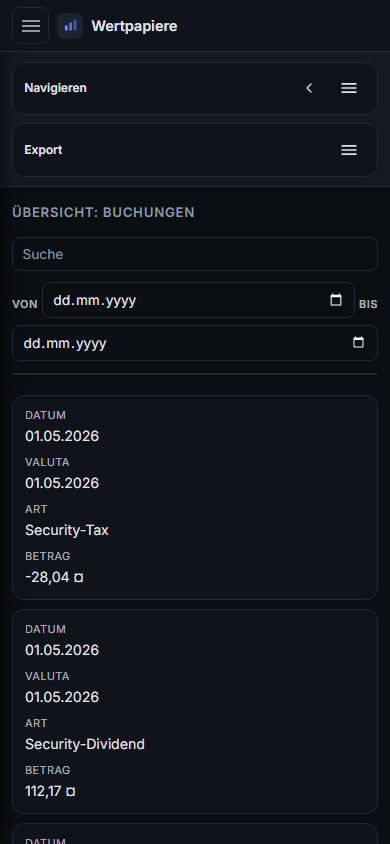 Wertpapiere
Navigieren
Export
ÜBERSICHT: BUCHUNGEN
Suche
VON dd.mm.yyyy BIS
dd.mm.yyyy
DATUM
01.05.2026
VALUTA
01.05.2026
ART
Security-Tax
BETRAG
-28,04 ¤
DATUM
01.05.2026
VALUTA
01.05.2026
ART
Security-Dividend
BETRAG
112,17 ¤
DATUM